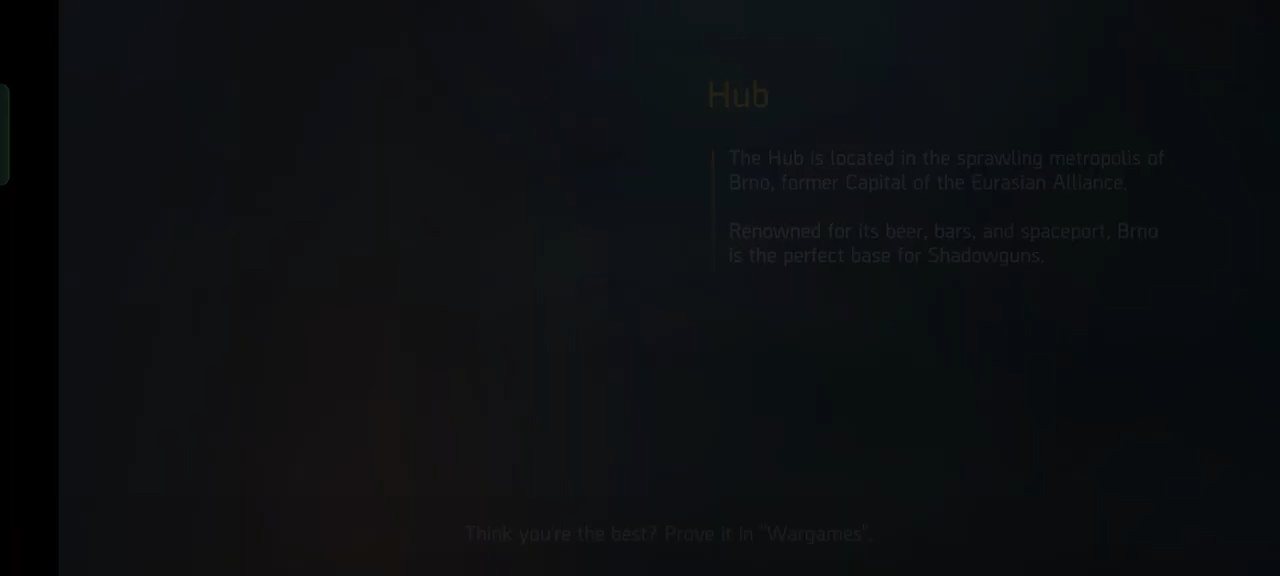 Hub
The Hub is located in the sprawling metropolis of
Brno, former Capital of the Eurasian Alliance.
Renowned for its beer, bars, and spaceport, Brno
is the perfect base for Shadowguns.
Think you're the best? Prove it in "Wargames".